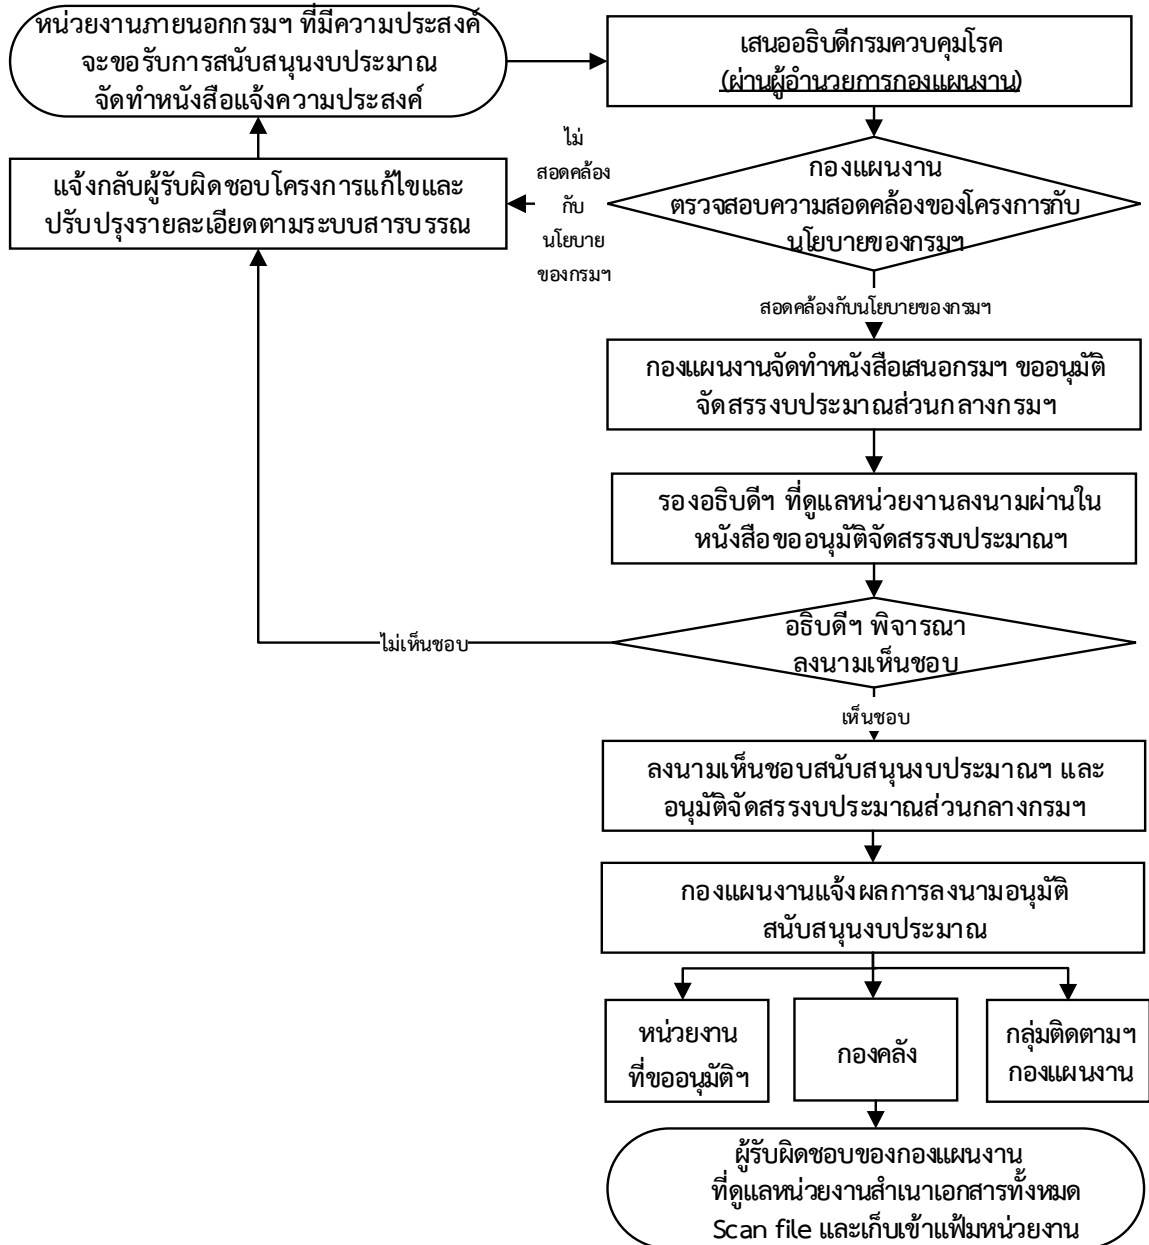 หน่วยงานภายนอกกรมฯ ที่มีความประสงค์
จะขอรับการสนับสนุนงบประมาณ
จัดทำหนังสือแจ้งความประสงค์
เสนออธิบดีกรมควบคุมโรค
(ผ่านผู้อำนวยการกองแผนงาน)
แจ้งกลับผู้รับผิดชอบโครงการแก้ไขและ
ปรับปรุงรายละเอียดตามระบบสารบรรณ
ไม่
สอดคล้อง
กับ
นโยบาย
ของกรมฯ
กองแผนงาน
ตรวจสอบความสอดคล้องของโครงการกับ
นโยบายของกรมฯ
สอดคล้องกับนโยบายของกรมฯ
กองแผนงานจัดทำหนังสือเสนอกรมฯ ขออนุมัติ
จัดสรรงบประมาณส่วนกลางกรมฯ
รองอธิบดีฯ ที่ดูแลหน่วยงานลงนามผ่านใน
หนังสือขออนุมัติจัดสรรงบประมาณฯ
อธิบดีฯ พิจารณา
ลงนามเห็นชอบ
ไม่เห็นชอบ
เห็นชอบ
ลงนามเห็นชอบสนับสนุนงบประมาณฯ และ
อนุมัติจัดสรรงบประมาณส่วนกลางกรมฯ
กองแผนงานแจ้งผลการลงนามอนุมัติ
สนับสนุนงบประมาณ
หน่วยงาน
ที่ขออนุมัติฯ
กองคลัง
กลุ่มติดตามฯ
กองแผนงาน
ผู้รับผิดชอบของกองแผนงาน
ที่ดูแลหน่วยงานสำเนาเอกสารทั้งหมด
Scan file และเก็บเข้าแฟ้มหน่วยงาน